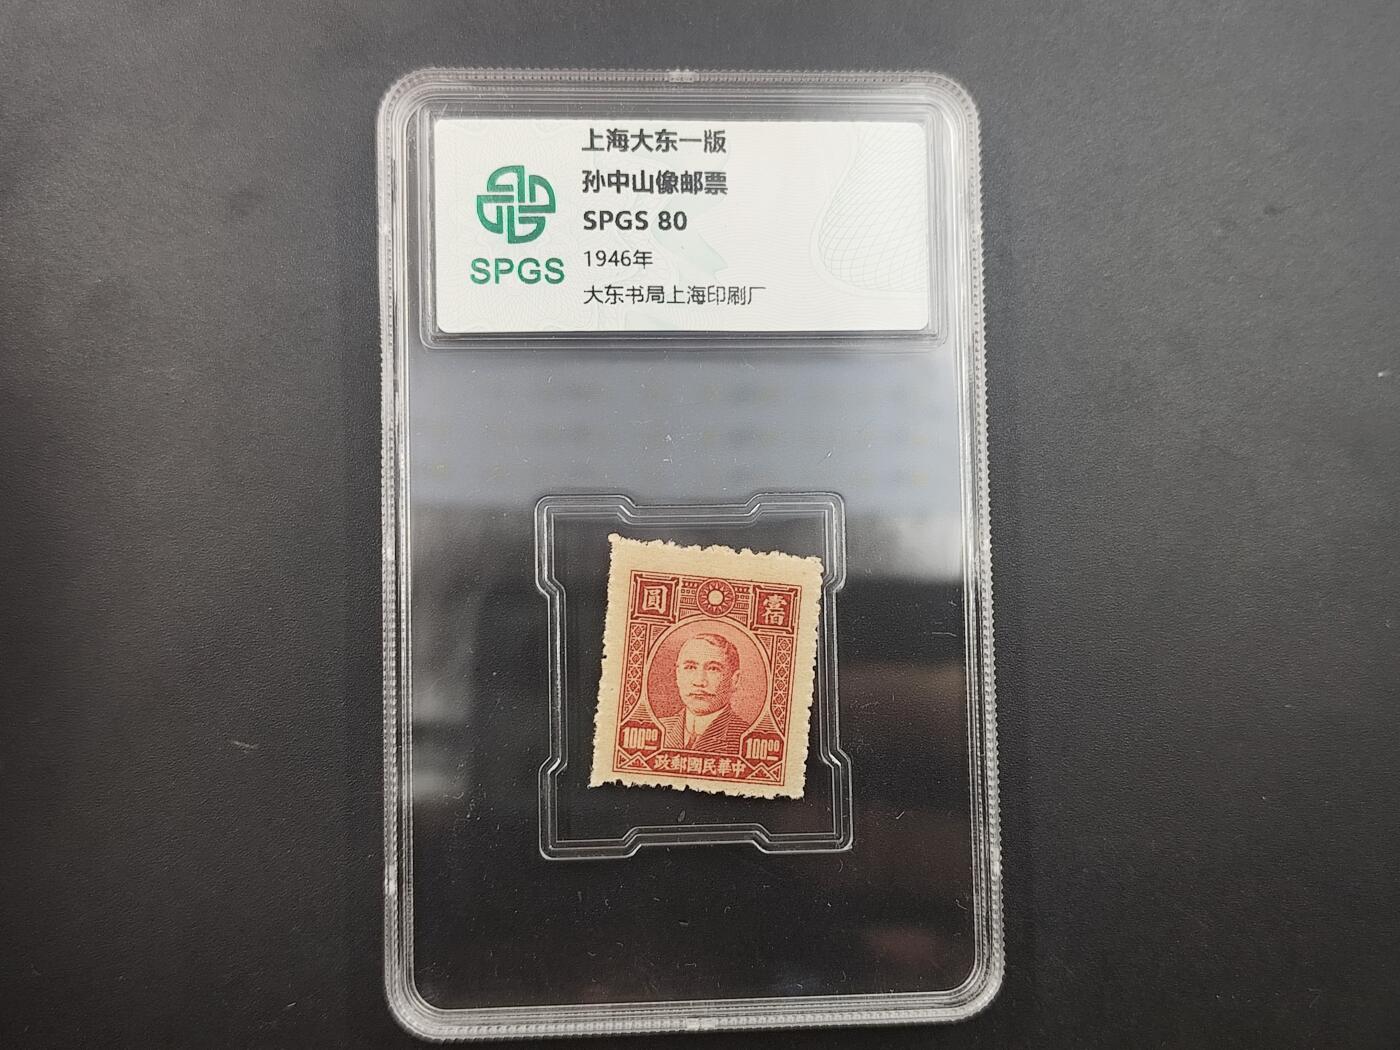 上海大东一版
孙中山像邮票
SPGS 80
1946年
大东书局上海印刷厂
SPGS
圓 壹佰
100.00 100.00
政郵國民華中